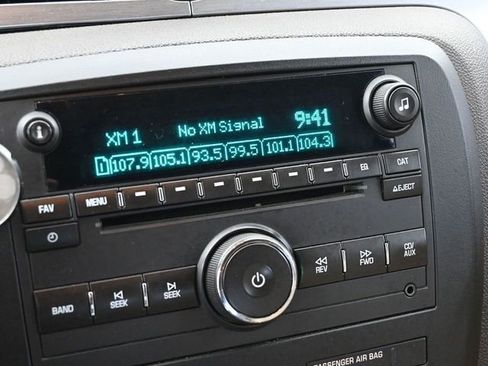 XM 1 No XM Signal 9:41
1 107.9 105.1 93.5 99.5 101.1 104.3
FAV MENU EQ CAT
EJECT
REV FWD CD/AUX
BAND SEEK SEEK
PASSENGER AIR BAG